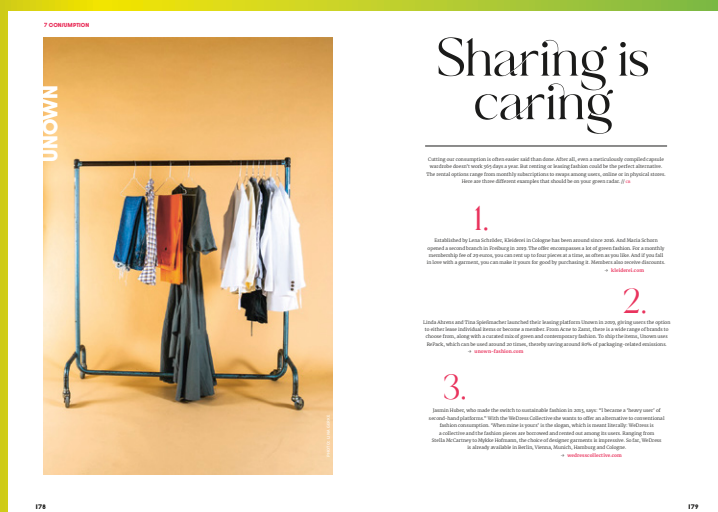 7 CONSUMPTION
UNOWN
Sharing is
caring
Cutting our consumption is often easier said than done. After all, even a meticulously compiled capsule
wardrobe doesn't work 365 days a year. But renting or leasing fashion could be the perfect alternative.
The rental options range from monthly subscriptions to swaps among users, online or in physical stores.
Here are three different examples that should be on your green radar. //
1.
Established by Lena Schröder, Kleiderei in Cologne has been around since 2016. And Maria Schorn
opened a second branch in Freiburg in 2019. The offer encompasses a lot of green fashion. For a monthly
membership fee of 29 euros, you can rent up to four pieces at a time, as often as you like. And if you fall
in love with a garment, you can make it yours for good by purchasing it. Members also receive discounts.
→ kleiderei.com
2.
Linda Ahrens and Tina Spießmacher launched their leasing platform Unown in 2019, giving users the option
to either lease individual items or become a member. From Acne to Zazot, there is a wide range of brands to
choose from, along with a curated mix of green and contemporary fashion. To ship the items, Unown uses
RePack, which can be used around 20 times, thereby saving around 80% of packaging-related emissions.
→ unown-fashion.com
3.
Jasmin Huber, who made the switch to sustainable fashion in 2015, says: "I became a 'heavy user' of
second-hand platforms." With the WeDress Collective she wants to offer an alternative to conventional
fashion consumption. 'When mine is yours' is the slogan, which is meant literally: WeDress is
a collective and the fashion pieces are borrowed and rented out among its users. Ranging from
Stella McCartney to Mykke Hofmann, the choice of designer garments is impressive. So far, WeDress
is already available in Berlin, Vienna, Munich, Hamburg and Cologne.
→ wedresscollective.com
178
179